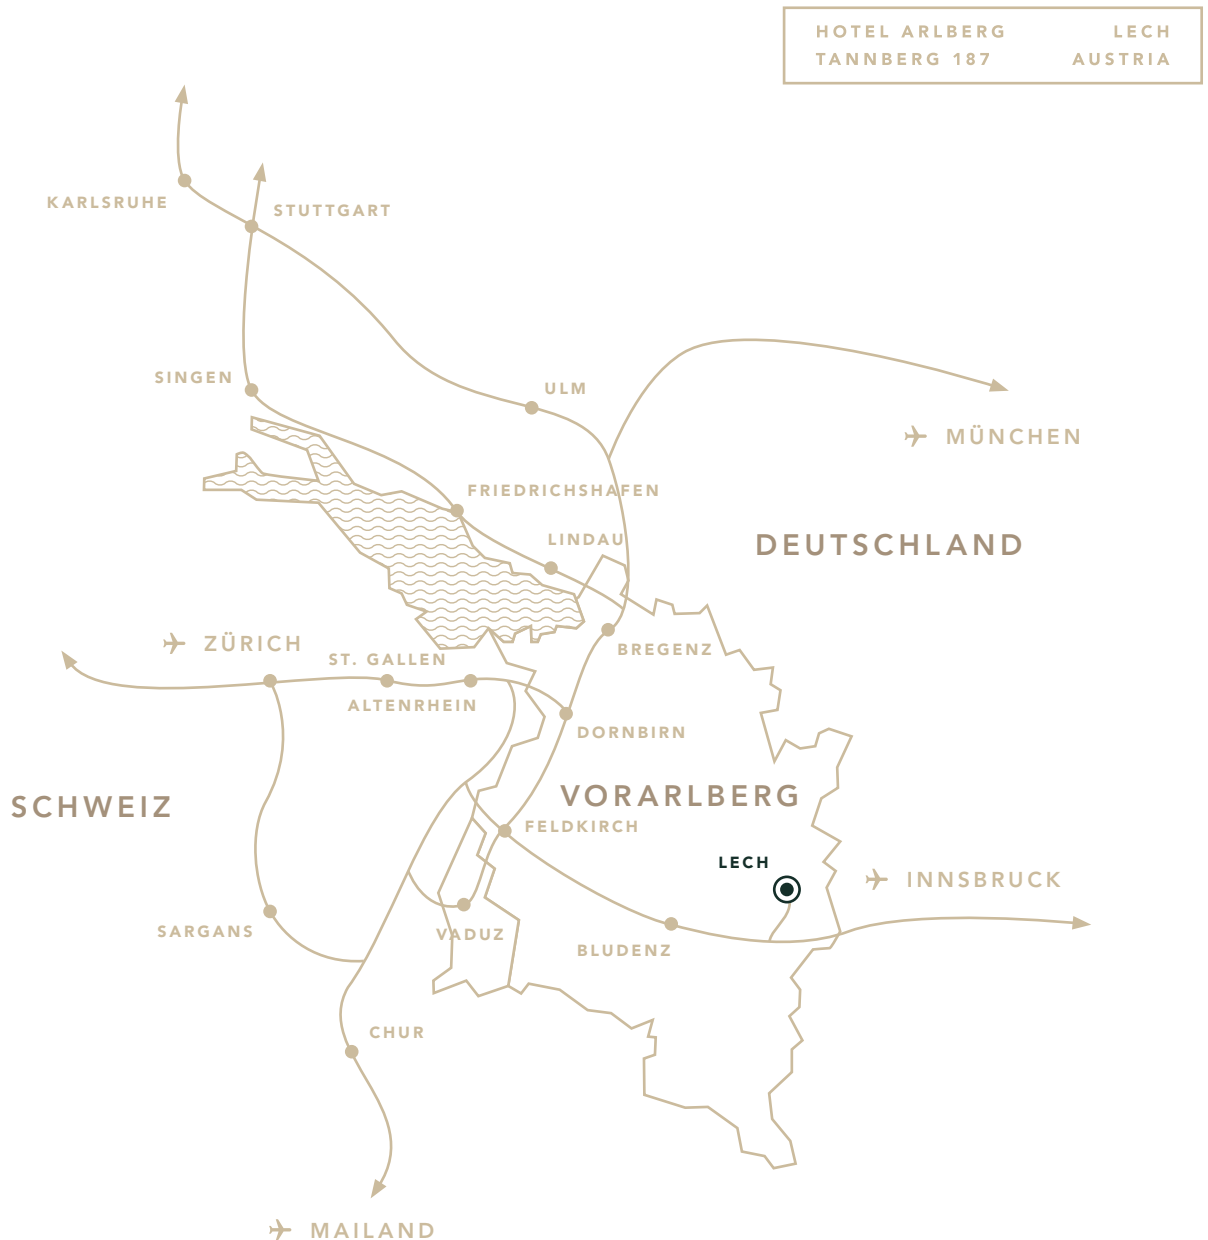 HOTEL ARLBERG LECH
TANNBERG 187 AUSTRIA
KARLSRUHE
STUTTGART
SINGEN
ULM
MÜNCHEN
FRIEDRICHSHAFEN
LINDAU
DEUTSCHLAND
ZÜRICH
ST. GALLEN
BREGENZ
ALTENRHEIN
DORNBIRN
VORARLBERG
SCHWEIZ
FELDKIRCH
LECH
INNSBRUCK
SARGANS
VADUZ
BLUDENZ
CHUR
MAILAND